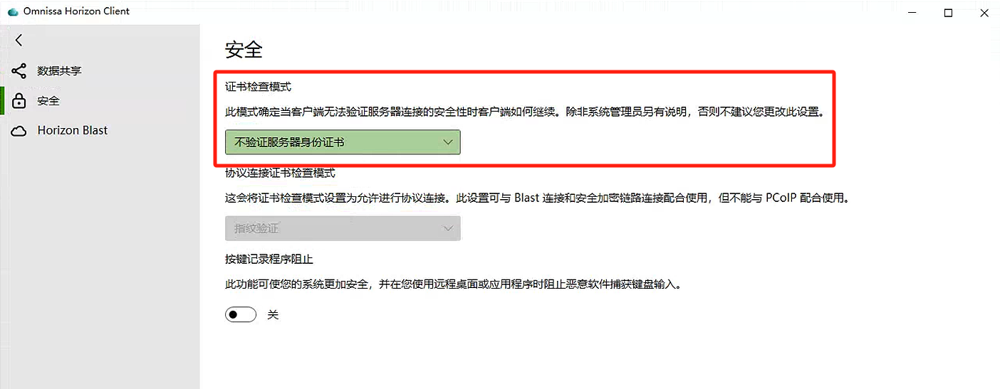 Omnissa Horizon Client
数据共享
安全
Horizon Blast
安全
证书检查模式
此模式确定当客户端无法验证服务器连接的安全性时客户端如何继续。除非系统管理员另有说明，否则不建议您更改此设置。
不验证服务器身份证书
协议连接证书检查模式
这会将证书检查模式设置为允许进行协议连接。此设置可与 Blast 连接和安全加密链路连接配合使用，但不能与 PCoIP 配合使用。
指纹验证
按键记录程序阻止
此功能可使您的系统更加安全，并在您使用远程桌面或应用程序时阻止恶意软件捕获键盘输入。
关